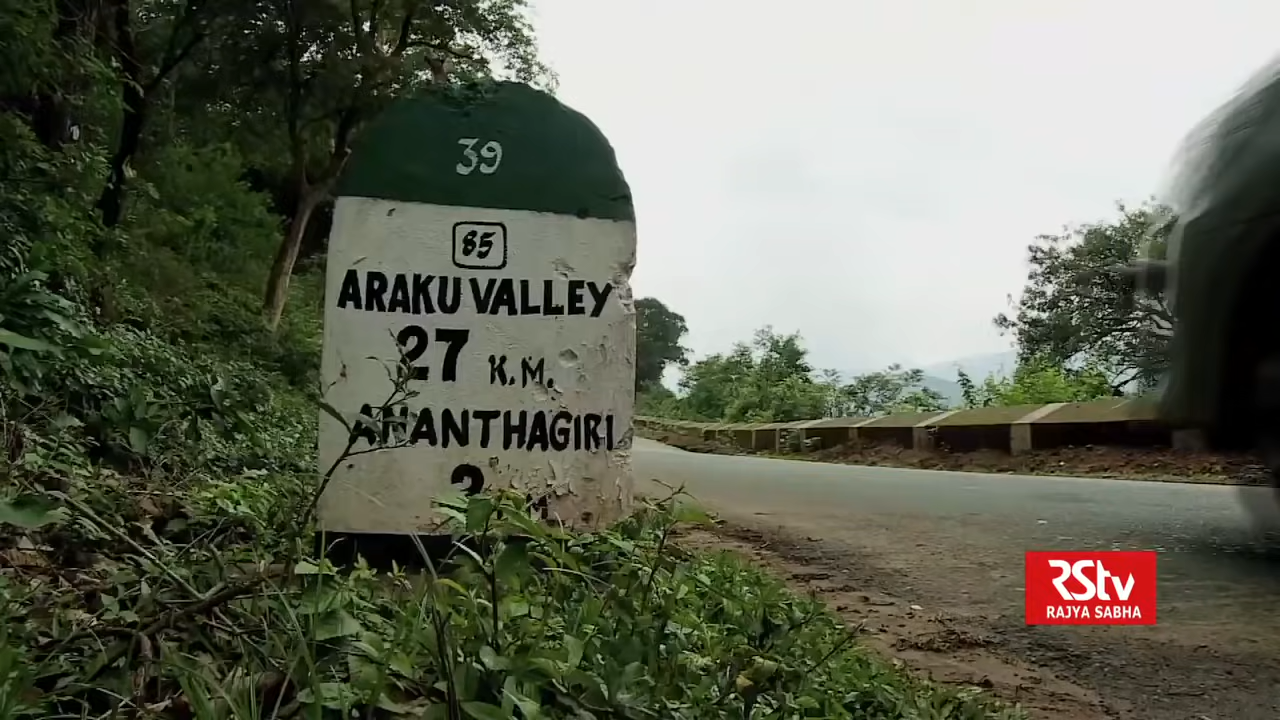 39
85
ARAKU VALLEY
27 K.M.
ANANTHAGIRI
RStv
RAJYA SABHA